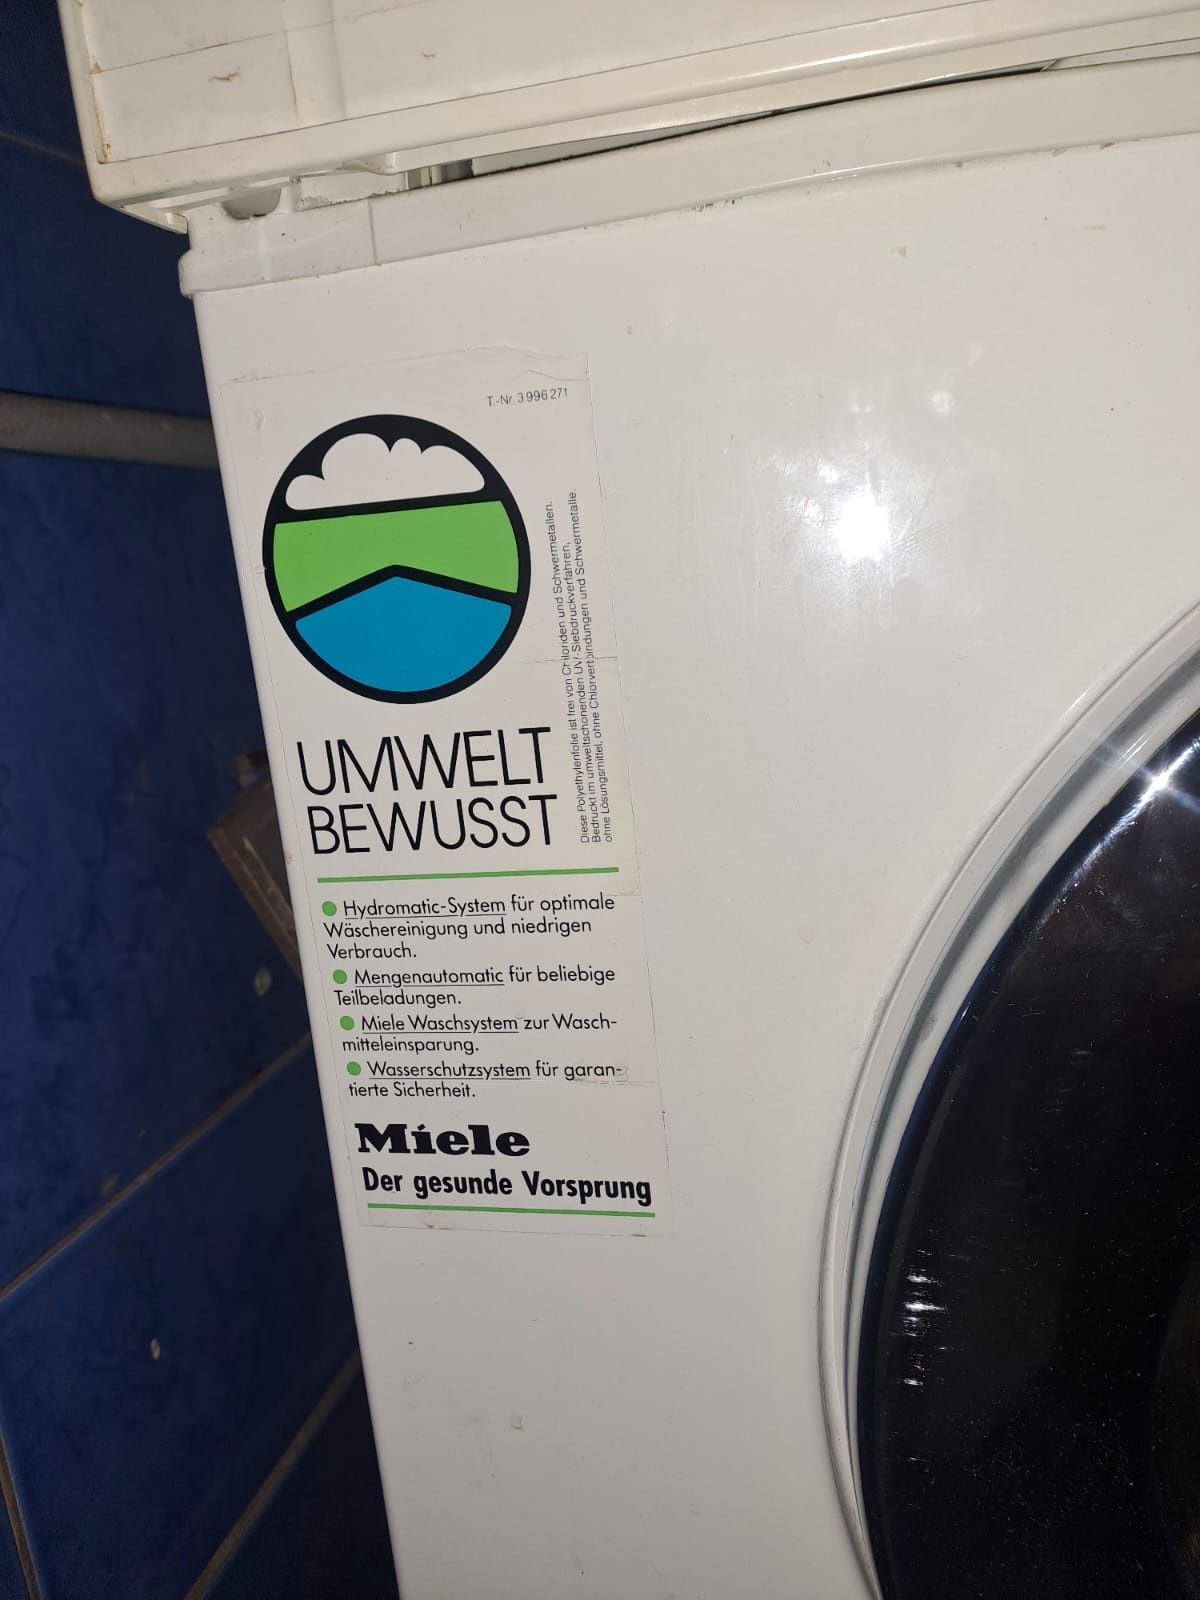 T.-Nr. 3 996 271
Diese Polyethylenfolie ist frei von Chloriden und Schwermetallen.
Bedruckt im umweltschonenden UV-Siebdruckverfahren,
ohne Lösungsmittel, ohne Chlorverbindungen und Schwermetalle.
UMWELT
BEWUSST
Hydromatic-System für optimale
Wäschereinigung und niedrigen
Verbrauch.
Mengenautomatic für beliebige
Teilbeladungen.
Miele Waschsystem zur Wasch-
mitteleinsparung.
Wasserschutzsystem für garan-
tierte Sicherheit.
Miele
Der gesunde Vorsprung